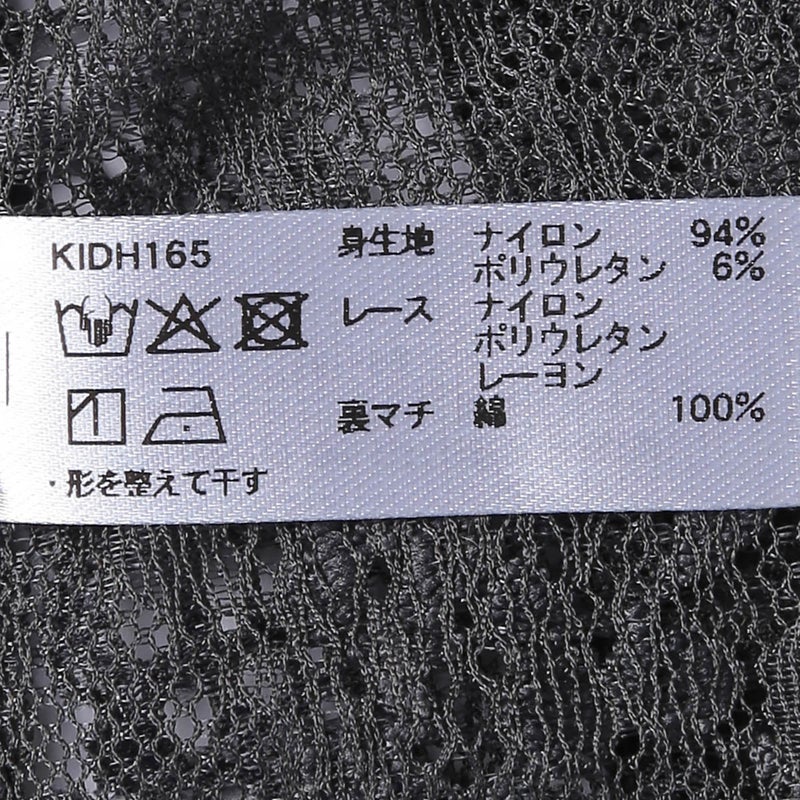 KIDH165
身生地 ナイロン 94%
ポリウレタン 6%
レース ナイロン
ポリウレタン
レーヨン
裏マチ 綿 100%
・形を整えて干す